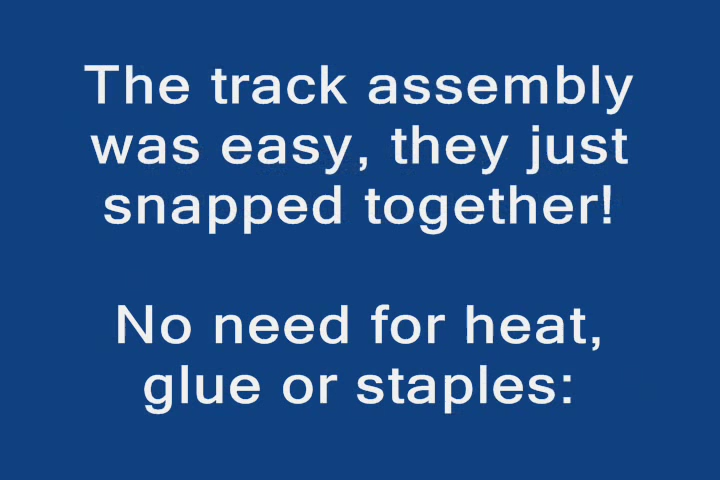 The track assembly
was easy, they just
snapped together!
No need for heat,
glue or staples: